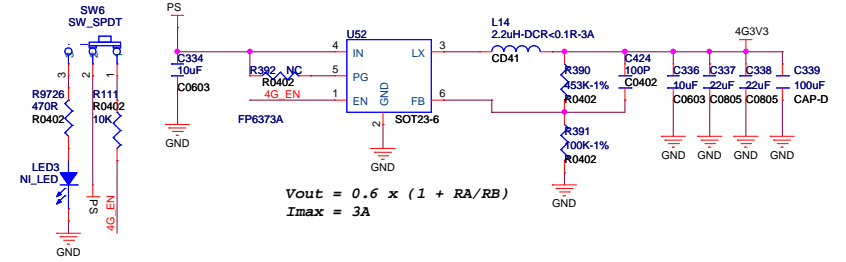 SW6
SW_SPDT
3
2
1
R9726
470R
R0402
R111
R0402
10K
LED3
NI_LED
PS
4G_EN
GND
PS
C334
10uF
C0603
GND
R392 NC
R0402
4G_EN
FP6373A
U52
4 IN LX 3
5 PG
1 EN FB 6
GND
2
SOT23-6
GND
L14
2.2uH-DCR<0.1R-3A
CD41
R390
453K-1%
R0402
C424
100P
C0402
R391
100K-1%
R0402
GND
4G3V3
C336
10uF
C0603
C337
22uF
C0805
C338
22uF
C0805
C339
100uF
CAP-D
GND GND GND GND
Vout = 0.6 x (1 + RA/RB)
Imax = 3A